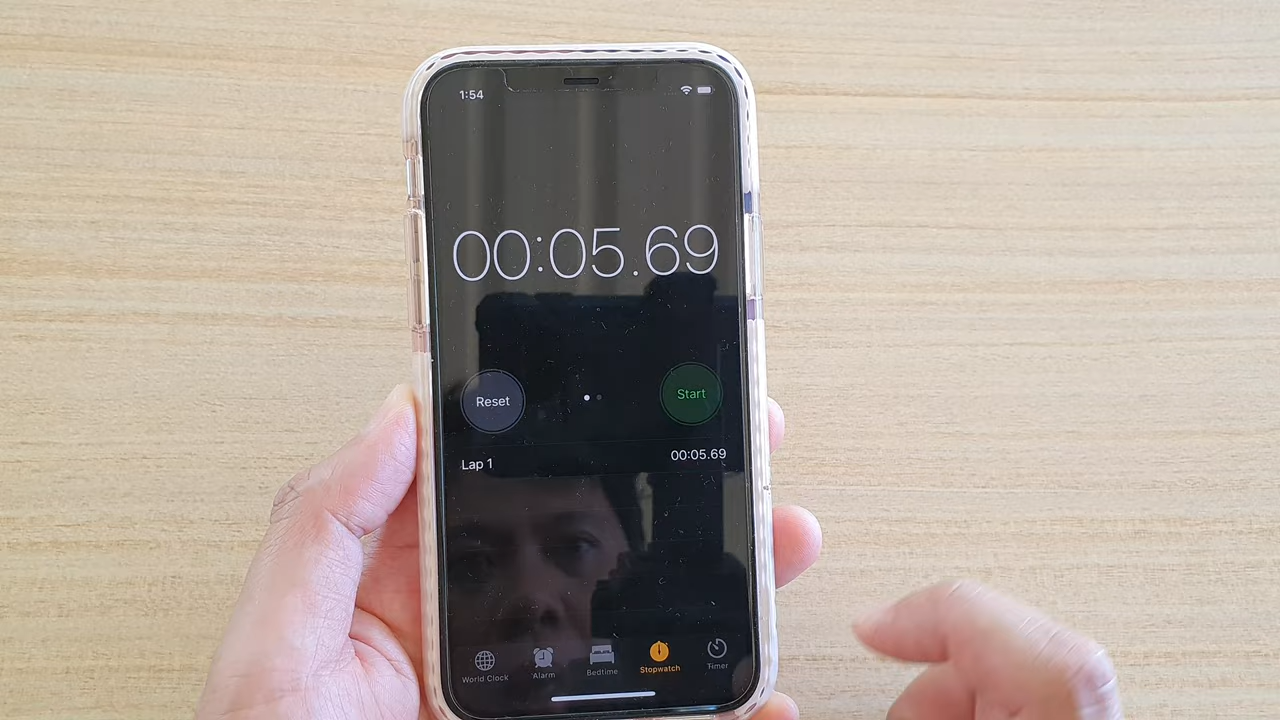 1:54
00:05.69
Reset
Start
Lap 1 00:05.69
World Clock Alarm Bedtime Stopwatch Timer